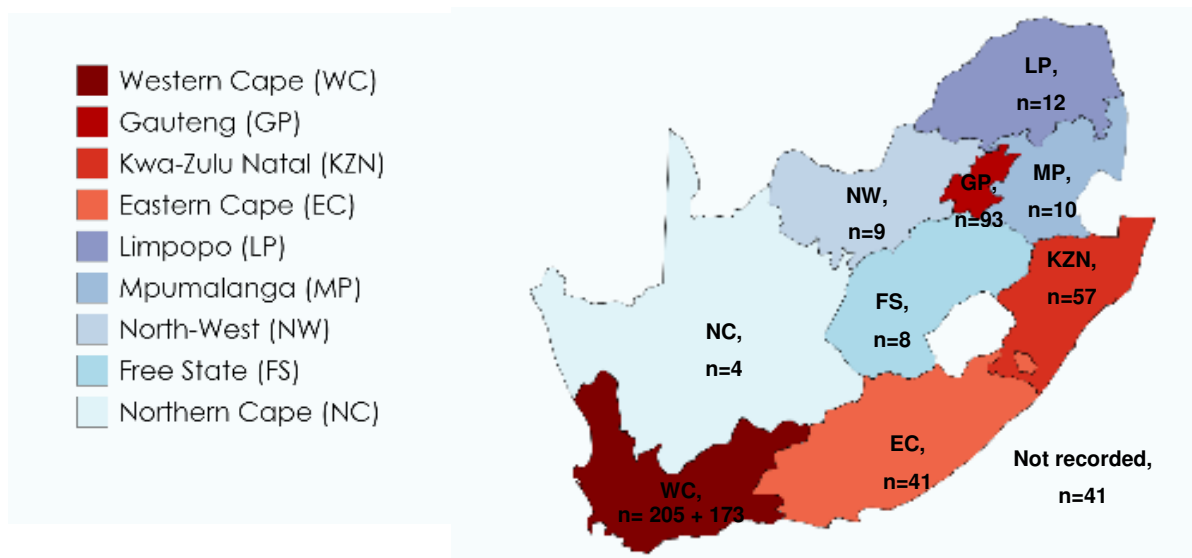 Western Cape (WC)
Gauteng (GP)
Kwa-Zulu Natal (KZN)
Eastern Cape (EC)
Limpopo (LP)
Mpumalanga (MP)
North-West (NW)
Free State (FS)
Northern Cape (NC)
LP,
n=12
MP,
n=10
GP,
n=93
NW,
n=9
KZN,
n=57
FS,
n=8
NC,
n=4
EC,
n=41
WC,
n= 205 + 173
Not recorded,
n=41